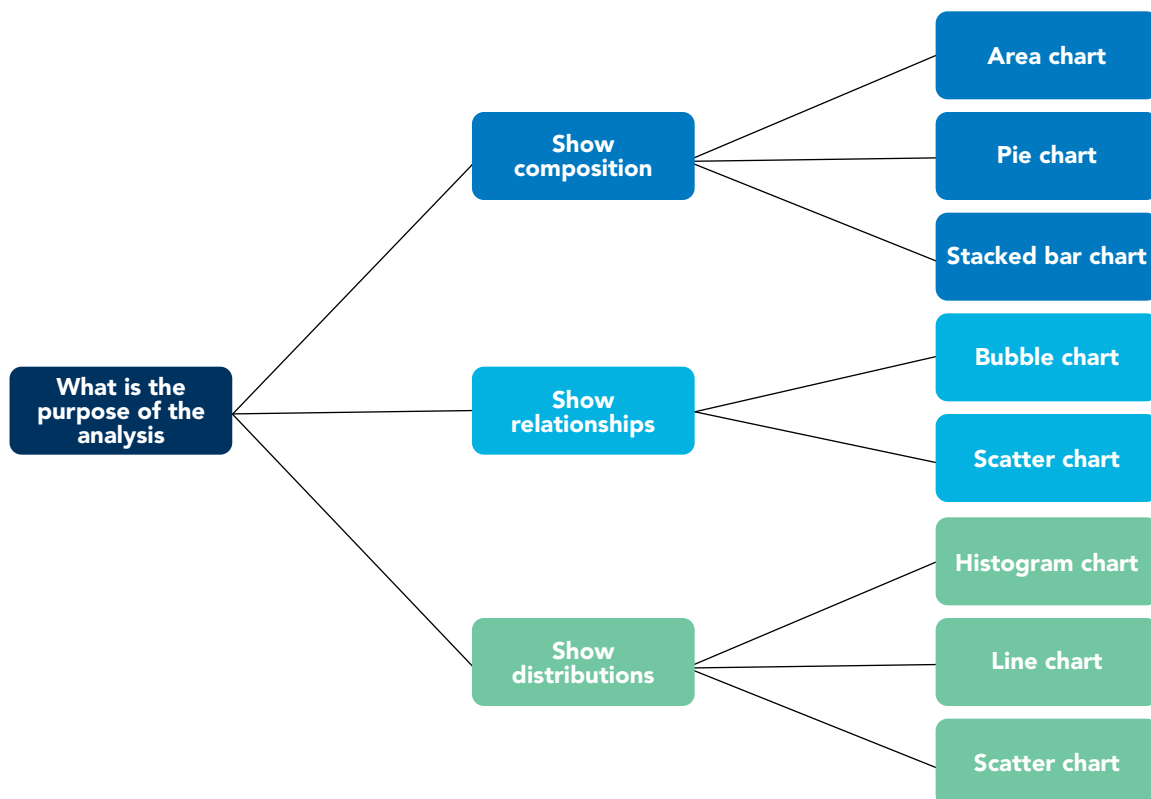 Area chart
Show
composition
Pie chart
Stacked bar chart
What is the
purpose of the
analysis
Show
relationships
Bubble chart
Scatter chart
Show
distributions
Histogram chart
Line chart
Scatter chart